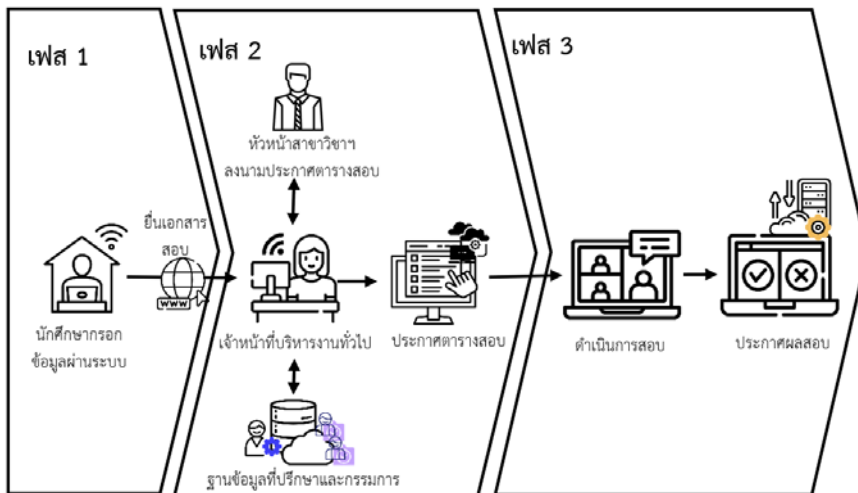 เฟส 1
เฟส 2
เฟส 3
หัวหน้าสาขาวิชาฯ
ลงนามประกาศตารางสอบ
ยื่นเอกสาร
สอบ
WWW
นักศึกษากรอก
ข้อมูลผ่านระบบ
เจ้าหน้าที่บริหารงานทั่วไป
ประกาศตารางสอบ
ดำเนินการสอบ
ประกาศผลสอบ
ฐานข้อมูลที่ปรึกษาและกรรมการ